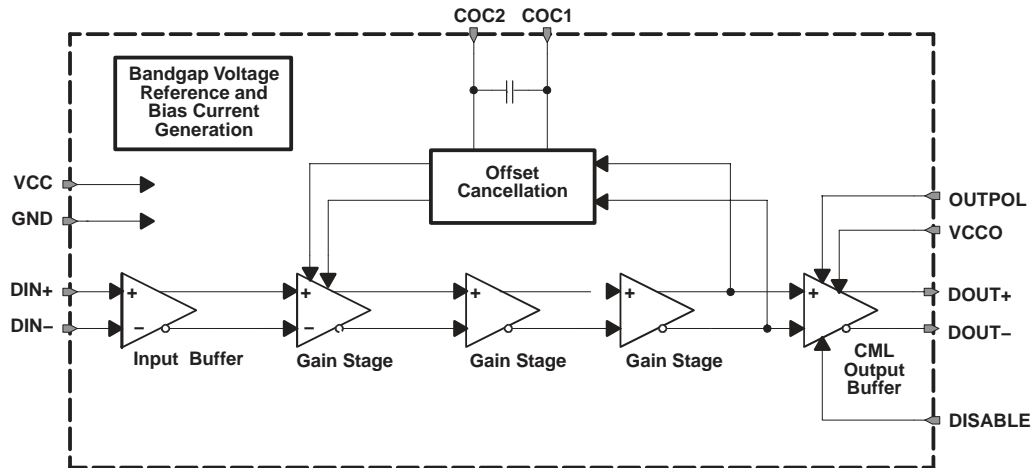 COC2 COC1
Bandgap Voltage
Reference and
Bias Current
Generation
Offset
Cancellation
VCC
GND
OUTPOL
VCCO
DIN+
DIN−
+
−
+
−
+
+
+
DOUT+
DOUT−
Input Buffer
Gain Stage
Gain Stage
Gain Stage
CML
Output
Buffer
DISABLE